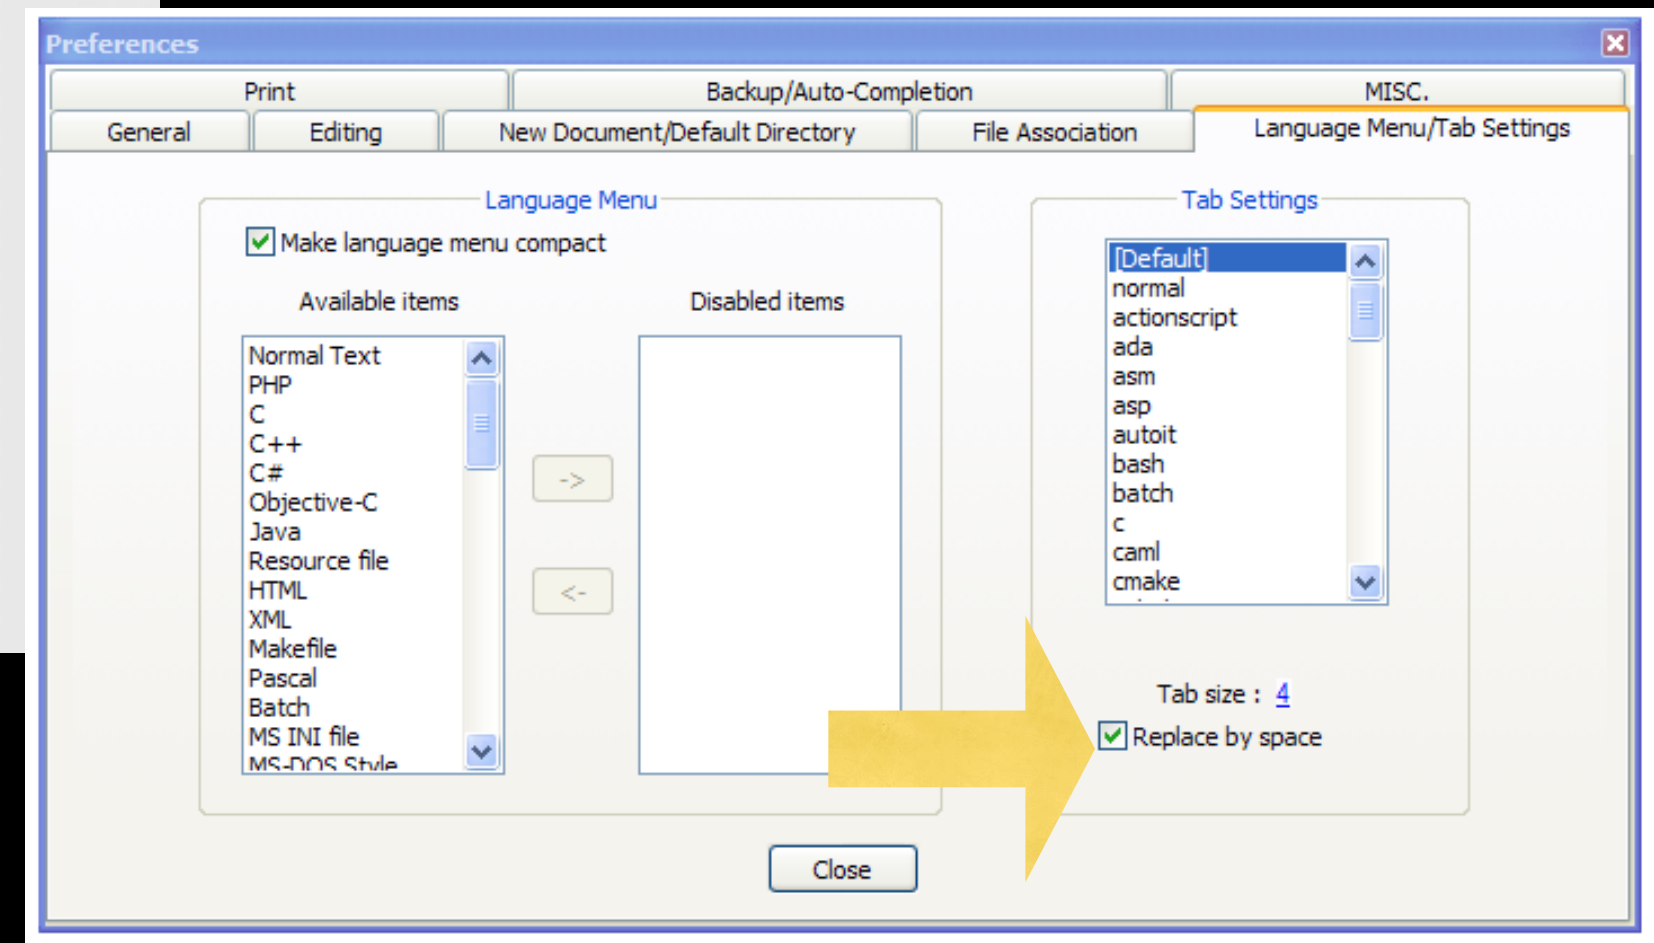 Preferences
Print
Backup/Auto-Completion
MISC.
General
Editing
New Document/Default Directory
File Association
Language Menu/Tab Settings
Language Menu
Make language menu compact
Available items
Disabled items
Normal Text
PHP
C
C++
C#
Objective-C
Java
Resource file
HTML
XML
Makefile
Pascal
Batch
MS INI file
MS-DOS Style
->
<-
Tab Settings
[Default]
normal
actionscript
ada
asm
asp
autoit
bash
batch
c
caml
cmake
Tab size : 4
Replace by space
Close